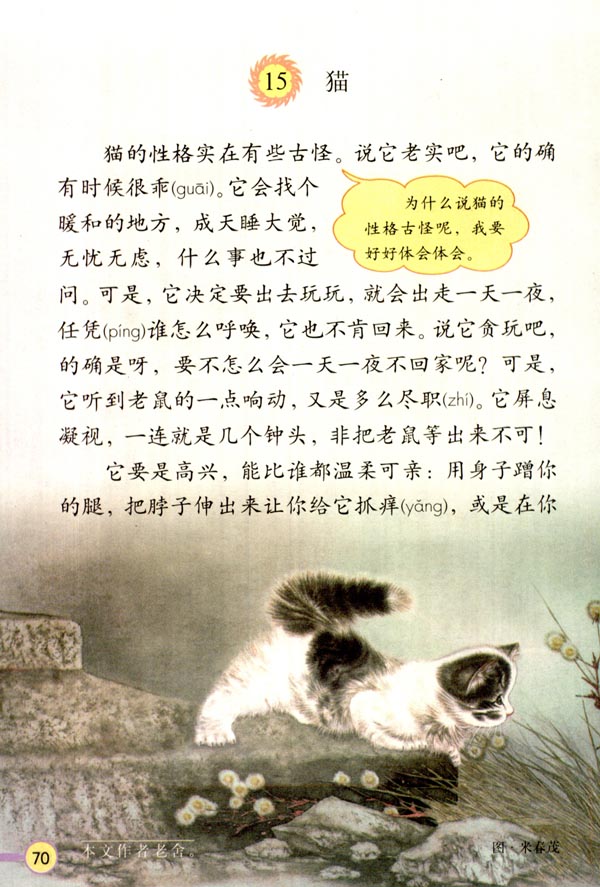 15 猫
猫的性格实在有些古怪。说它老实吧，它的确
有时候很乖(guāi)。它会找个
暖和的地方，成天睡大觉，
无忧无虑，什么事也不过
为什么说猫的
性格古怪呢，我要
好好体会体会。
问。可是，它决定要出去玩玩，就会出走一天一夜，
任凭(píng)谁怎么呼唤，它也不肯回来。说它贪玩吧，
的确是呀，要不怎么会一天一夜不回家呢？可是，
它听到老鼠的一点响动，又是多么尽职(zhí)。它屏息
凝视，一连就是几个钟头，非把老鼠等出来不可！
它要是高兴，能比谁都温柔可亲：用身子蹭你
的腿，把脖子伸出来让你给它抓痒(yǎng)，或是在你
本文作者老舍。
图·米春茂
70